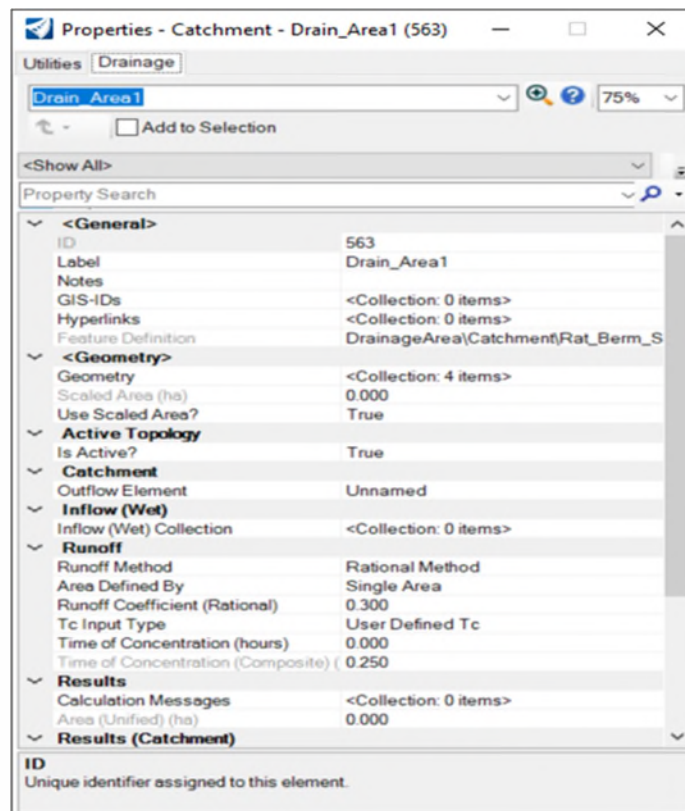 Properties - Catchment - Drain_Area1 (563)
Utilities Drainage
Drain_Area1 75%
Add to Selection
<Show All>
Property Search
<General>
ID 563
Label Drain_Area1
Notes
GIS-IDs <Collection: 0 items>
Hyperlinks <Collection: 0 items>
Feature Definition DrainageArea\Catchment\Rat_Berm_S
<Geometry>
Geometry <Collection: 4 items>
Scaled Area (ha) 0.000
Use Scaled Area? True
Active Topology
Is Active? True
Catchment
Outflow Element Unnamed
Inflow (Wet)
Inflow (Wet) Collection <Collection: 0 items>
Runoff
Runoff Method Rational Method
Area Defined By Single Area
Runoff Coefficient (Rational) 0.300
Tc Input Type User Defined Tc
Time of Concentration (hours) 0.000
Time of Concentration (Composite) ( 0.250
Results
Calculation Messages <Collection: 0 items>
Area (Unified) (ha) 0.000
Results (Catchment)
ID
Unique identifier assigned to this element.